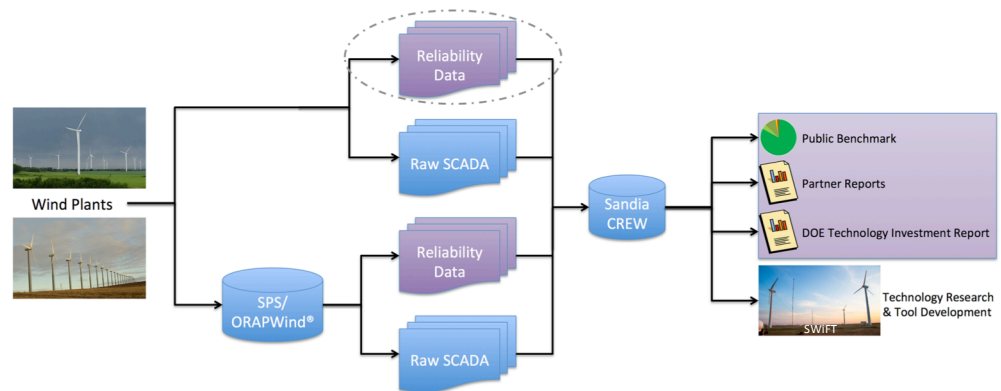 Wind Plants
Reliability
Data
Raw SCADA
SPS/
ORAPWind®
Reliability
Data
Raw SCADA
Sandia
CREW
Public Benchmark
Partner Reports
DOE Technology Investment Report
SWiFT
Technology Research
& Tool Development